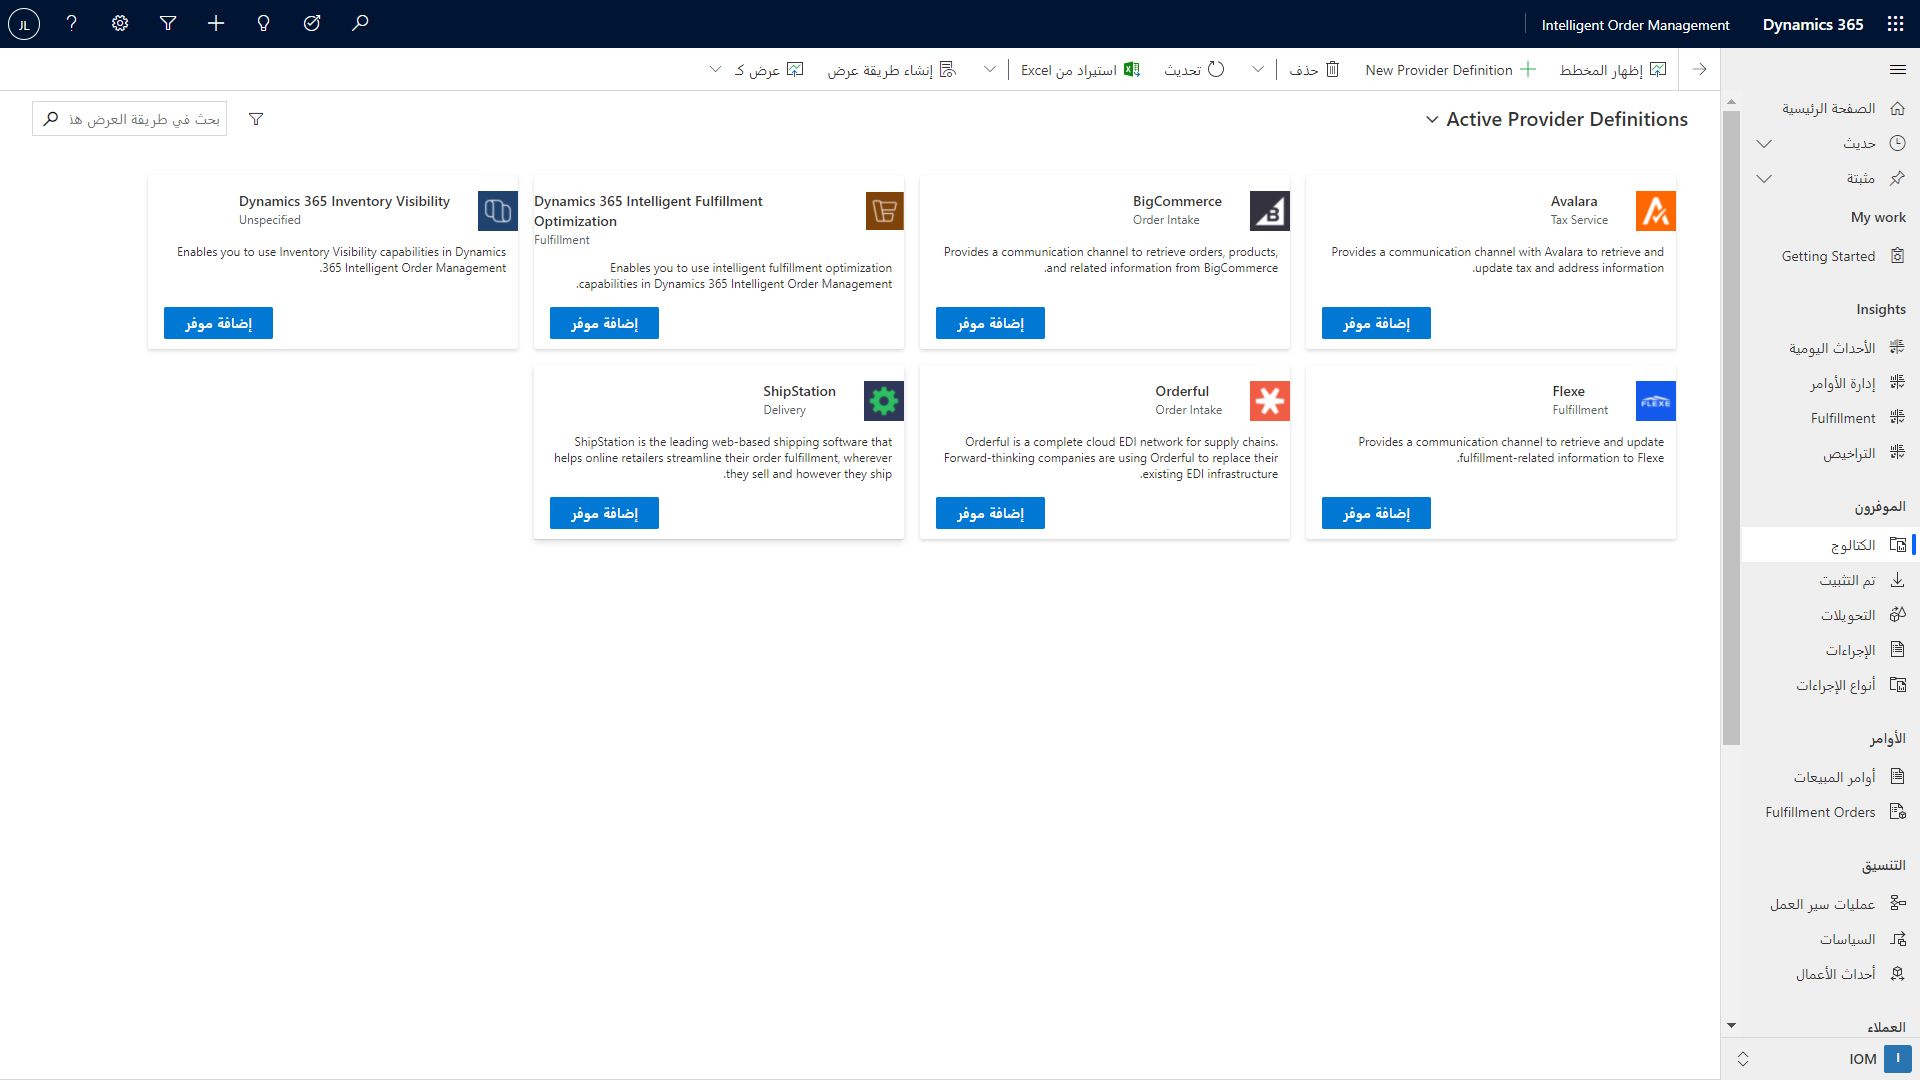 Dynamics 365
Intelligent Order Management
JL
إظهار المخطط
New Provider Definition
حذف
تحديث
استيراد من Excel
إنشاء طريقة عرض
عرض كـ
الصفحة الرئيسية
حديث
مثبتة
My work
Getting Started
Insights
الأحداث اليومية
إدارة الأوامر
Fulfillment
التراخيص
الموفرون
الكتالوج
تم التثبيت
التحويلات
الإجراءات
أنواع الإجراءات
الأوامر
أوامر المبيعات
Fulfillment Orders
التنسيق
عمليات سير العمل
السياسات
أحداث الأعمال
العملاء
I
IOM
Active Provider Definitions
بحث في طريقة العرض هذ
Avalara
Tax Service
Provides a communication channel with Avalara to retrieve and
update tax and address information.
إضافة موفر
BigCommerce
Order Intake
Provides a communication channel to retrieve orders, products,
and related information from BigCommerce.
إضافة موفر
Dynamics 365 Intelligent Fulfillment
Optimization
Fulfillment
Enables you to use intelligent fulfillment optimization
capabilities in Dynamics 365 Intelligent Order Management.
إضافة موفر
Dynamics 365 Inventory Visibility
Unspecified
Enables you to use Inventory Visibility capabilities in Dynamics
365 Intelligent Order Management.
إضافة موفر
FLEXE
Flexe
Fulfillment
Provides a communication channel to retrieve and update
fulfillment-related information to Flexe.
إضافة موفر
Orderful
Order Intake
Orderful is a complete cloud EDI network for supply chains.
Forward-thinking companies are using Orderful to replace their
existing EDI infrastructure.
إضافة موفر
ShipStation
Delivery
ShipStation is the leading web-based shipping software that
helps online retailers streamline their order fulfillment, wherever
they sell and however they ship.
إضافة موفر